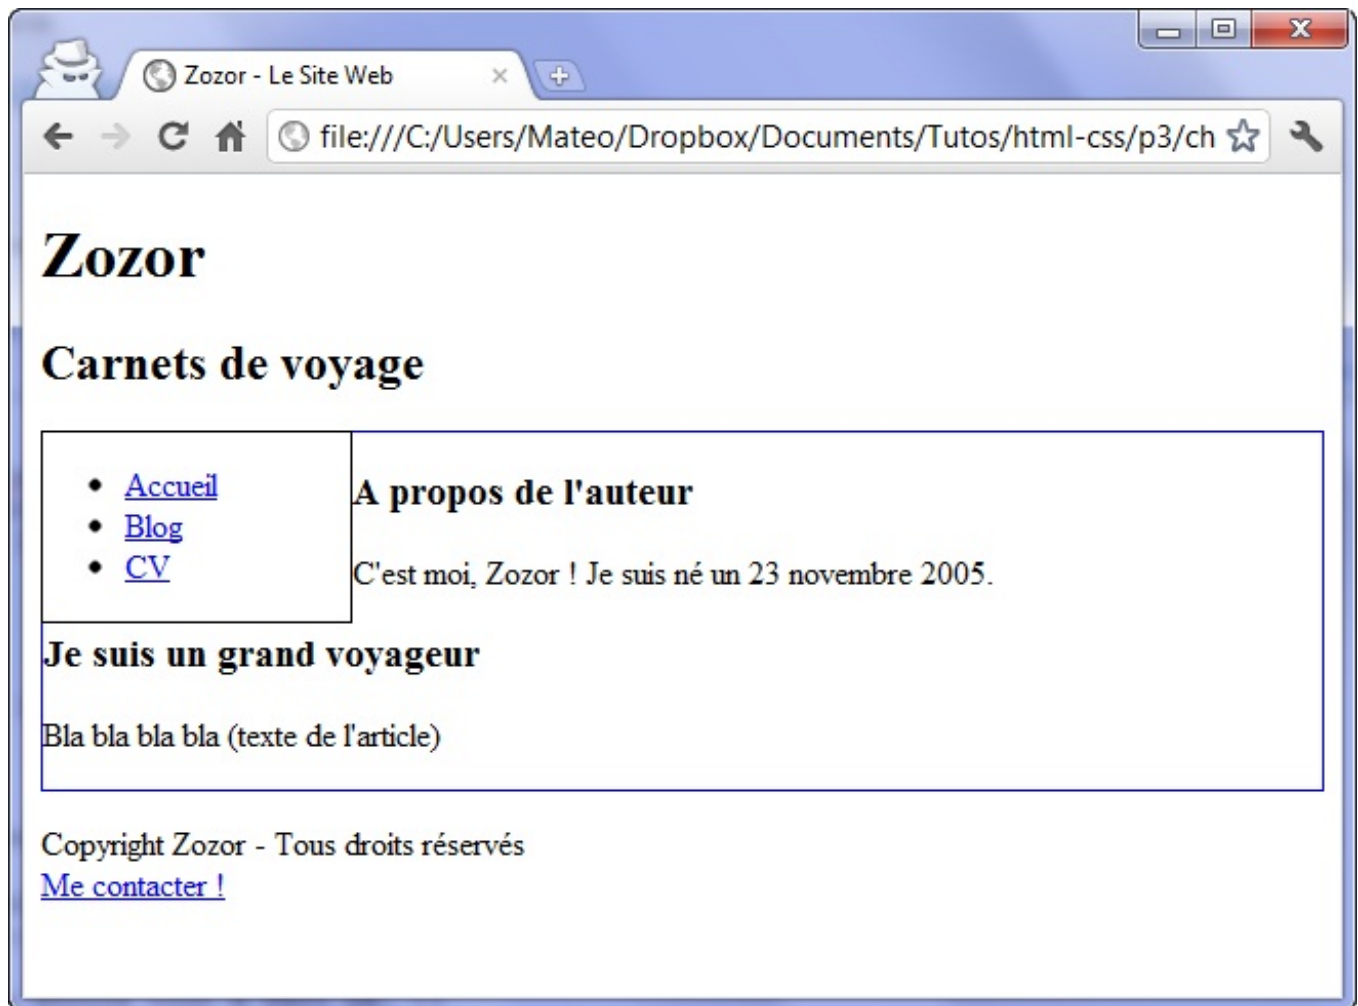 Zozor - Le Site Web
file:///C:/Users/Mateo/Dropbox/Documents/Tutos/html-css/p3/ch
Zozor
Carnets de voyage
Accueil
Blog
CV
A propos de l'auteur
C'est moi, Zozor ! Je suis né un 23 novembre 2005.
Je suis un grand voyageur
Bla bla bla bla (texte de l'article)
Copyright Zozor - Tous droits réservés
Me contacter !